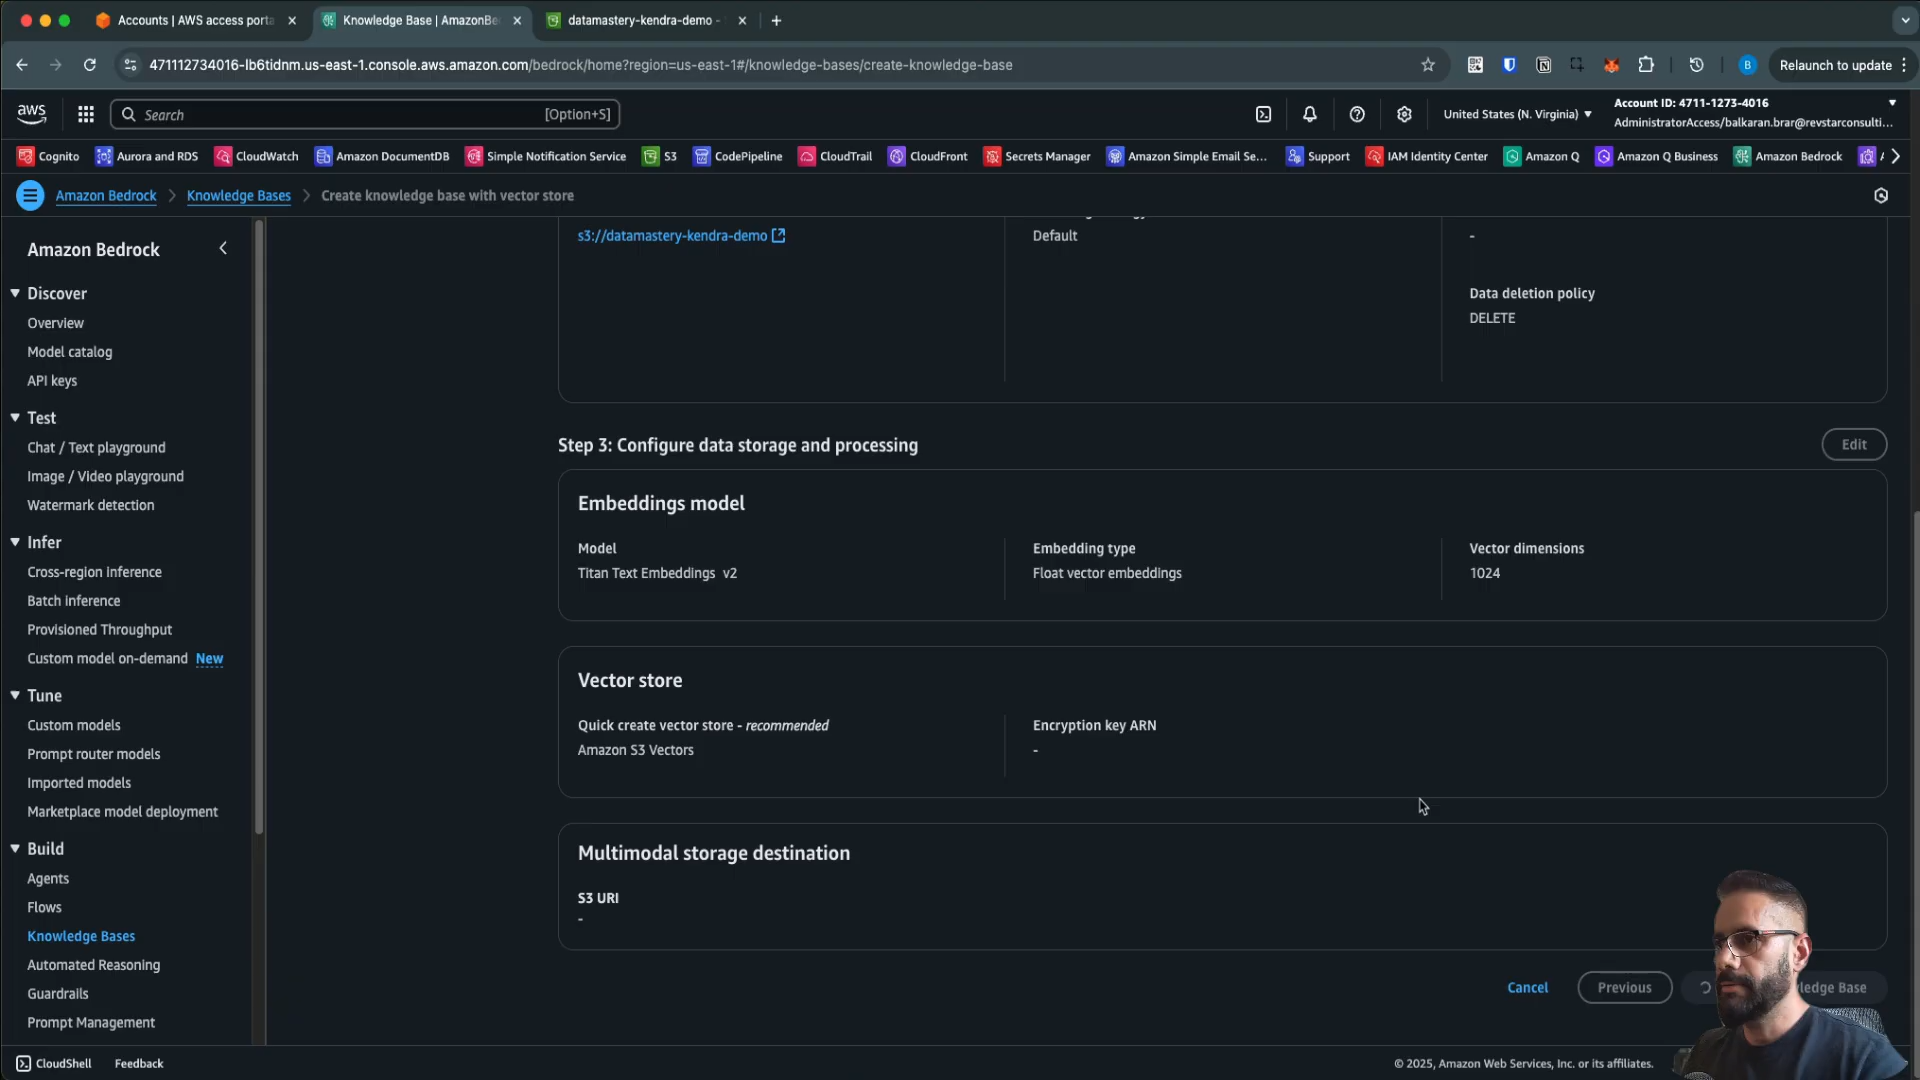 Accounts | AWS access porta
Knowledge Base | AmazonBe
datamastery-kendra-demo -
471112734016-lb6tidnm.us-east-1.console.aws.amazon.com/bedrock/home?region=us-east-1#/knowledge-bases/create-knowledge-base
B
Relaunch to update
aws
Search
[Option+S]
United States (N. Virginia)
Account ID: 4711-1273-4016
AdministratorAccess/balkaran.brar@revstarconsulti...
Cognito
Aurora and RDS
CloudWatch
Amazon DocumentDB
Simple Notification Service
S3
CodePipeline
CloudTrail
CloudFront
Secrets Manager
Amazon Simple Email Se...
Support
IAM Identity Center
Amazon Q
Amazon Q Business
Amazon Bedrock
Amazon Bedrock
Knowledge Bases
Create knowledge base with vector store
Amazon Bedrock
Discover
Overview
Model catalog
API keys
Test
Chat / Text playground
Image / Video playground
Watermark detection
Infer
Cross-region inference
Batch inference
Provisioned Throughput
Custom model on-demand New
Tune
Custom models
Prompt router models
Imported models
Marketplace model deployment
Build
Agents
Flows
Knowledge Bases
Automated Reasoning
Guardrails
Prompt Management
s3://datamastery-kendra-demo
Default
-
Data deletion policy
DELETE
Step 3: Configure data storage and processing
Edit
Embeddings model
Model
Titan Text Embeddings v2
Embedding type
Float vector embeddings
Vector dimensions
1024
Vector store
Quick create vector store - recommended
Amazon S3 Vectors
Encryption key ARN
-
Multimodal storage destination
S3 URI
-
Cancel
Previous
ledge Base
CloudShell
Feedback
© 2025, Amazon Web Services, Inc. or its affiliates.